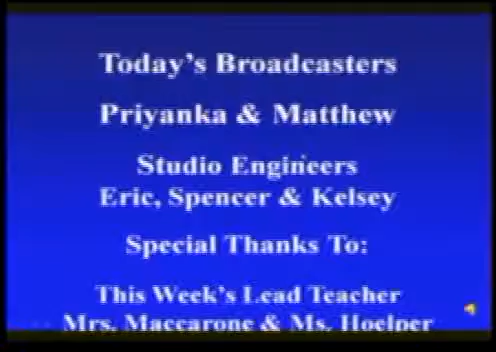 Today's Broadcasters
Priyanka & Matthew
Studio Engineers
Eric, Spencer & Kelsey
Special Thanks To:
This Week's Lead Teacher
Mrs. Maccarone & Ms. Hoelper